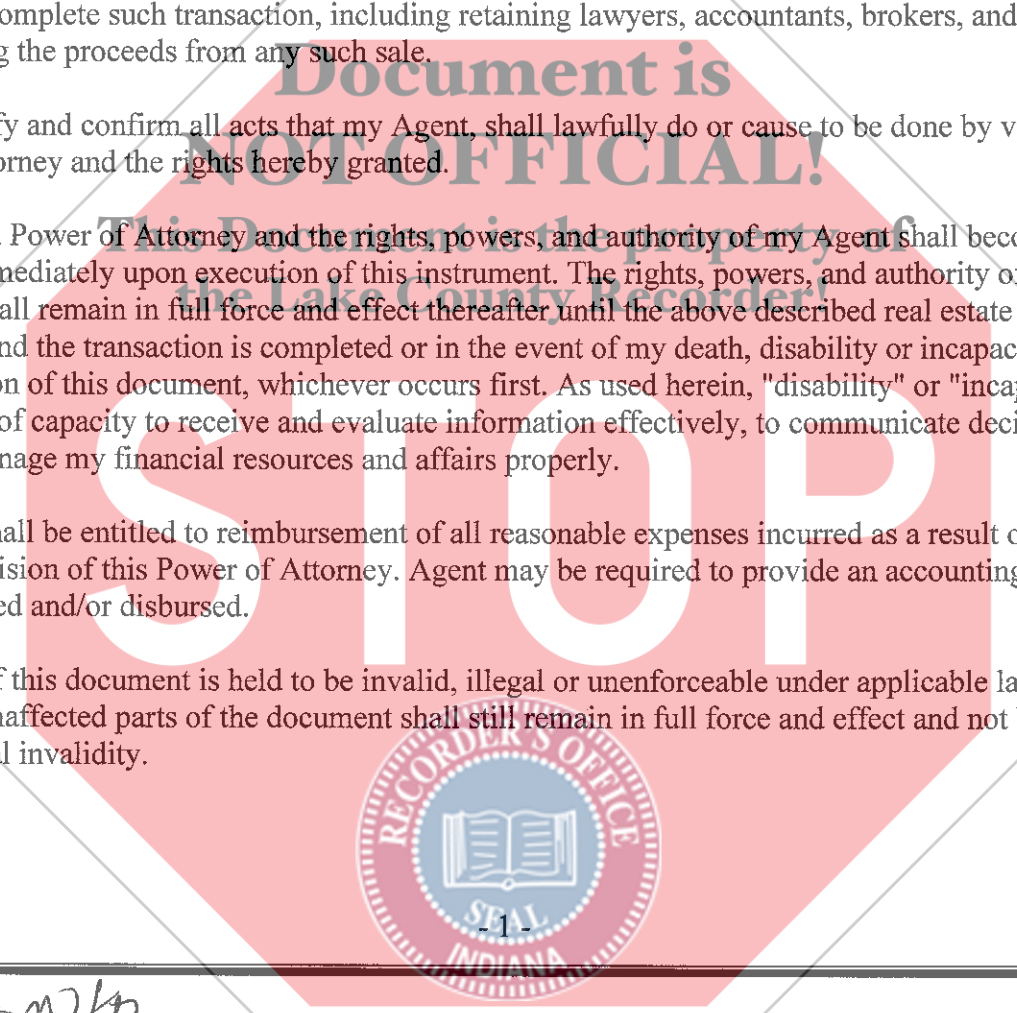 omplete such transaction, including retaining lawyers, accountants, brokers, and
g the proceeds from any such sale.
Document is
fy and confirm all acts that my Agent, shall lawfully do or cause to be done by v
orney and the rights hereby granted.
NOT OFFICIAL!
Power of Attorney and the rights, powers, and authority of my Agent shall beco
This Document is the property of
mediately upon execution of this instrument. The rights, powers, and authority o
the Lake County Recorder!
all remain in full force and effect thereafter until the above described real estate
nd the transaction is completed or in the event of my death, disability or incapac
on of this document, whichever occurs first. As used herein, "disability" or "incap
of capacity to receive and evaluate information effectively, to communicate deci
nage my financial resources and affairs properly.
STOP
hall be entitled to reimbursement of all reasonable expenses incurred as a result o
ision of this Power of Attorney. Agent may be required to provide an accounting
ed and/or disbursed.
f this document is held to be invalid, illegal or unenforceable under applicable la
naffected parts of the document shall still remain in full force and effect and not
l invalidity.
RECORDER'S OFFICE
SEAL
- 1 -
INDIANA